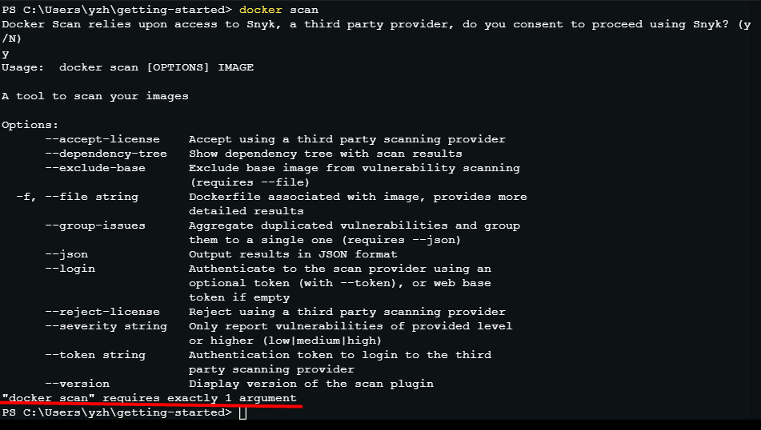 PS C:\Users\yzh\getting-started> docker scan
Docker Scan relies upon access to Snyk, a third party provider, do you consent to proceed using Snyk? (y
/N)
y
Usage:  docker scan [OPTIONS] IMAGE
A tool to scan your images
Options:
      --accept-license    Accept using a third party scanning provider
      --dependency-tree   Show dependency tree with scan results
      --exclude-base      Exclude base image from vulnerability scanning
                          (requires --file)
  -f, --file string       Dockerfile associated with image, provides more
                          detailed results
      --group-issues      Aggregate duplicated vulnerabilities and group
                          them to a single one (requires --json)
      --json              Output results in JSON format
      --login             Authenticate to the scan provider using an
                          optional token (with --token), or web base
                          token if empty
      --reject-license    Reject using a third party scanning provider
      --severity string   Only report vulnerabilities of provided level
                          or higher (low|medium|high)
      --token string      Authentication token to login to the third
                          party scanning provider
      --version           Display version of the scan plugin
"docker scan" requires exactly 1 argument
PS C:\Users\yzh\getting-started>